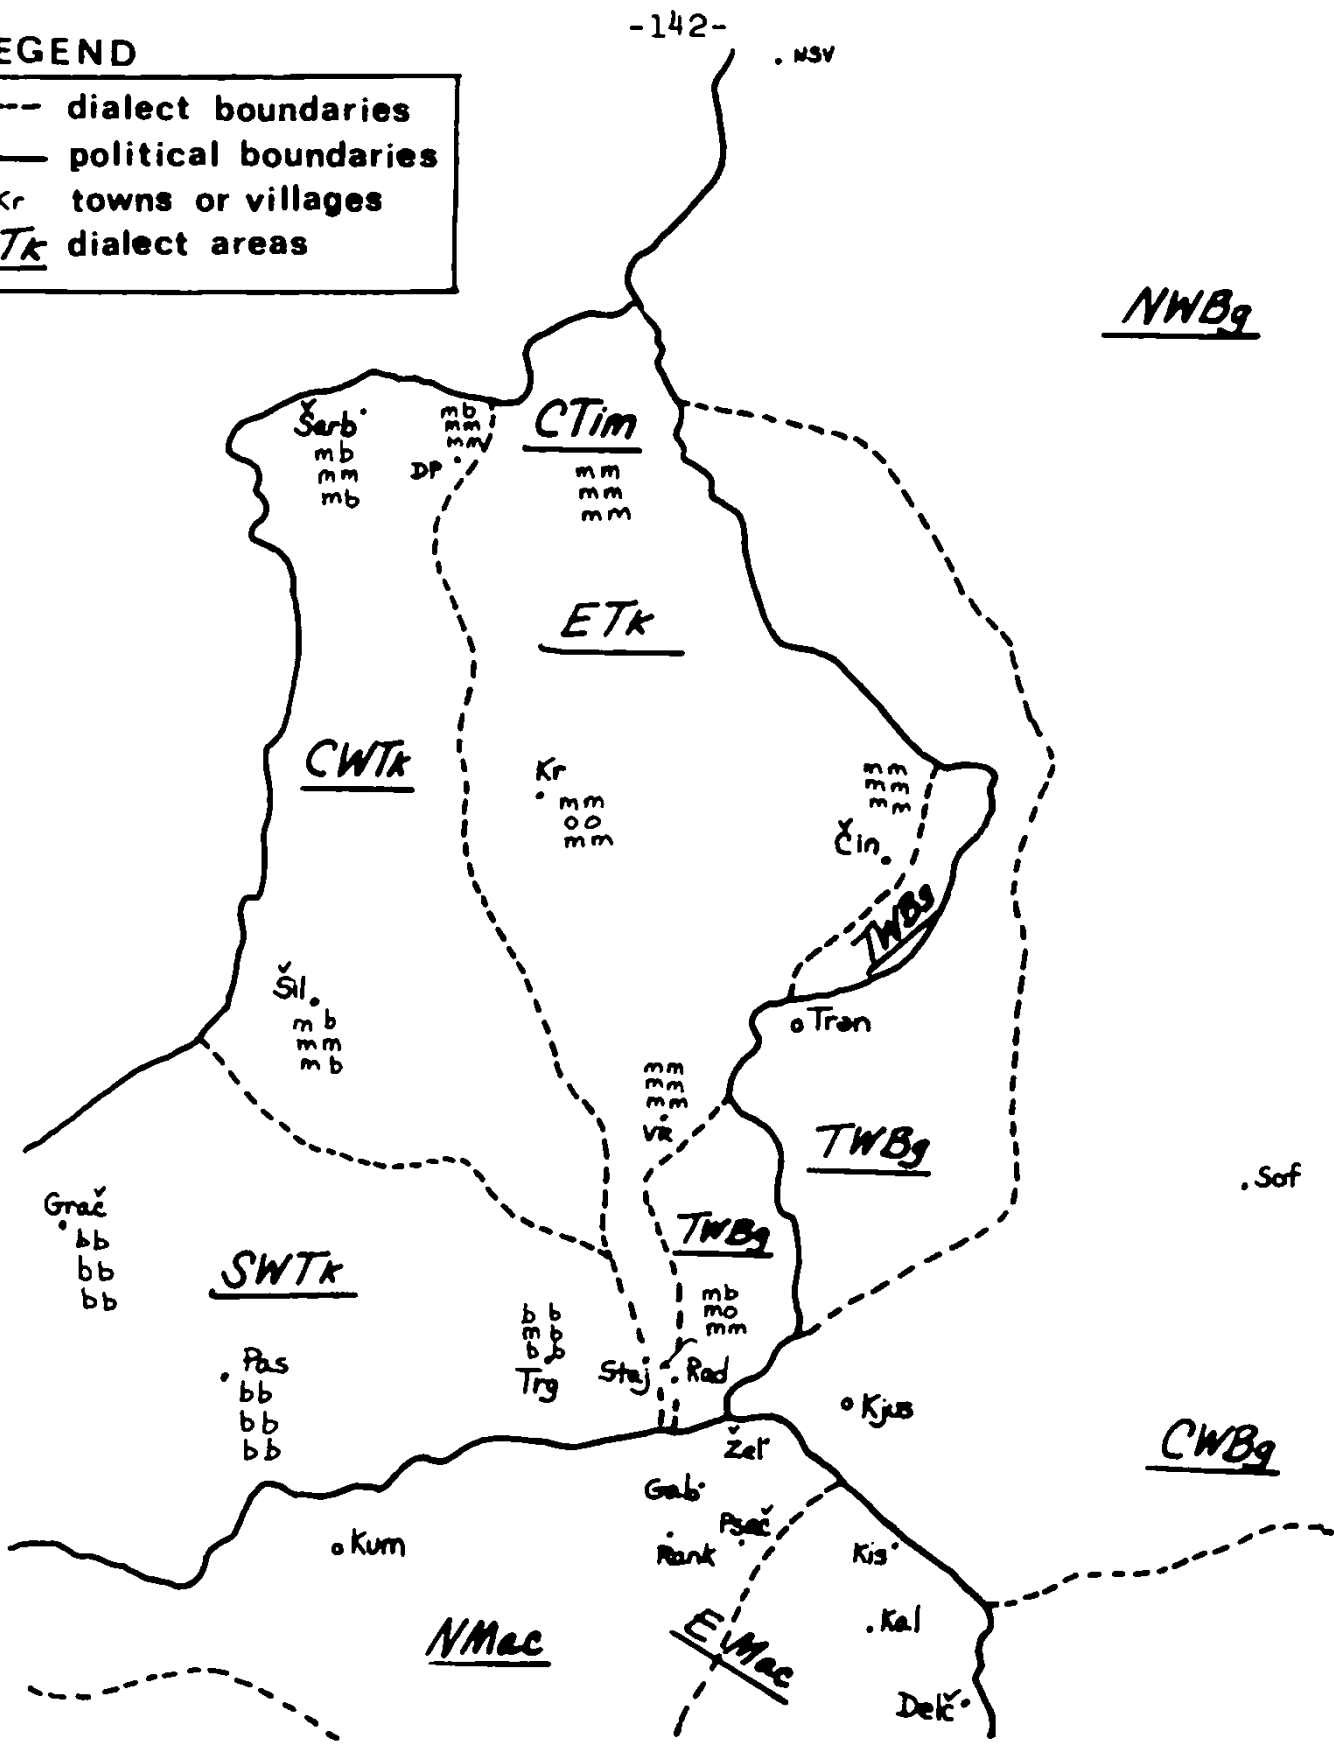 -142-
EGEND
--- dialect boundaries
— political boundaries
Kr towns or villages
Tk dialect areas
NSV
NWBg
Šarb
mb
mm
mb
mb
mm
mm
DP
CTim
mm
mm
mm
ETk
CWTk
Kr
mm
oo
mm
mm
mm
mm
Čin
TWBg
Šil
mb
mm
mb
Tran
mm
mm
mm
VR
TWBg
Sof
Grač
bb
bb
bb
SWTk
TWBg
mb
mo
mm
bb
mb
bb
Trg
Staj
Rad
Pas
bb
bb
bb
Kjus
CWBg
Žel
Gab
Psač
Rank
Kis
Kum
Kal
NMac
EMac
Delč